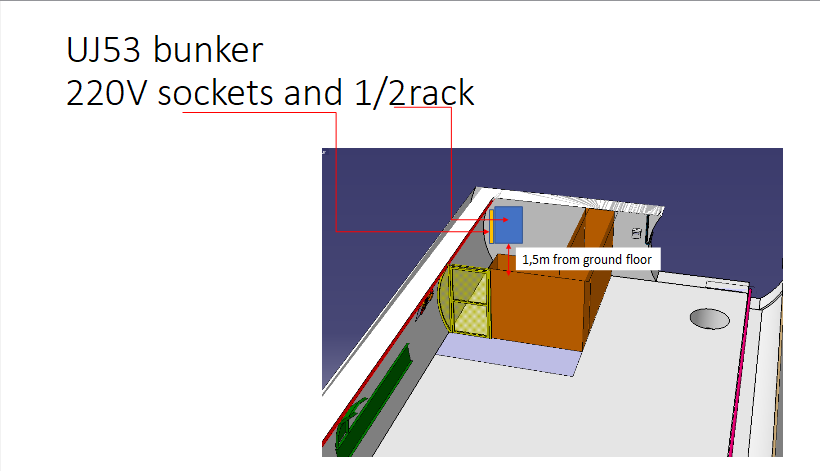 UJ53 bunker
220V sockets and 1/2rack
1,5m from ground floor